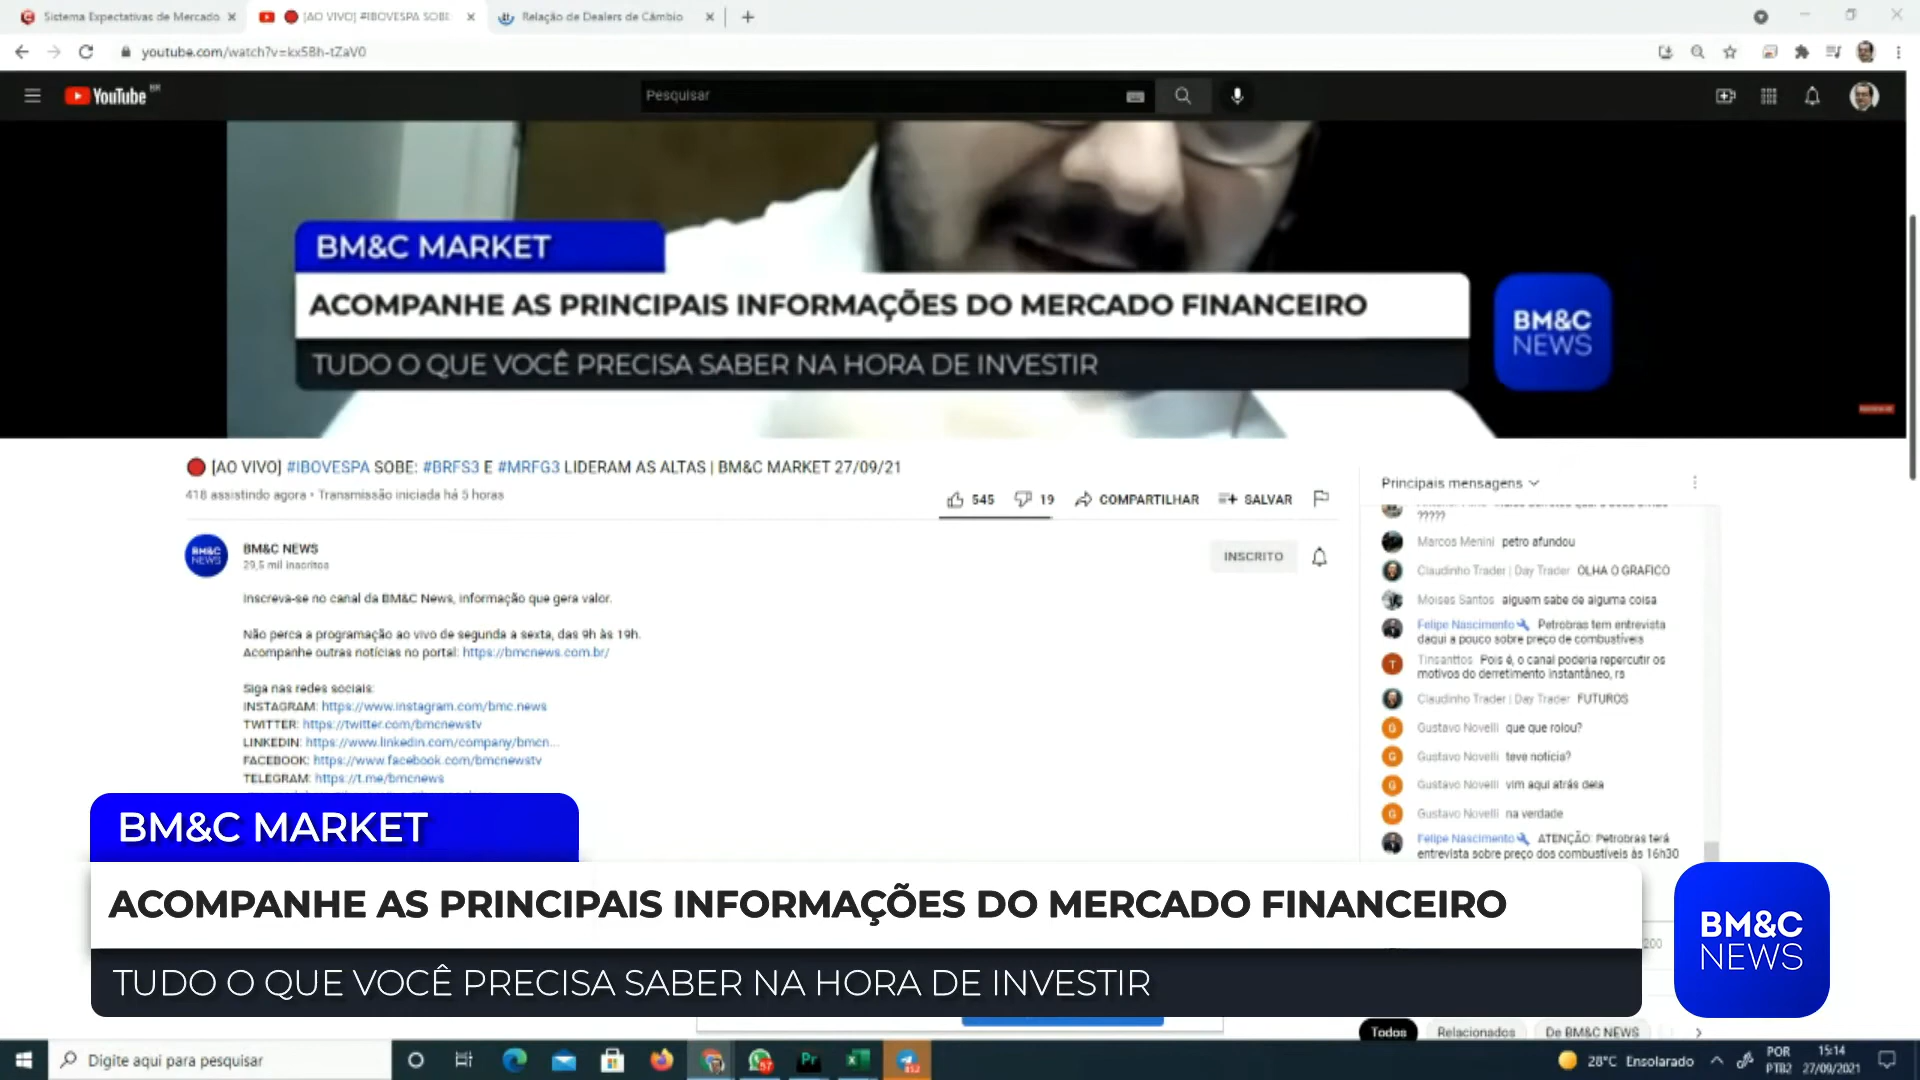 Sistema Expectativas de Mercado
[AO VIVO] #IBOVESPA SOBE:
Relação de Dealers de Câmbio
youtube.com/watch?v=kx5Bh-tZaV0
YouTube BR
Pesquisar
BM&C MARKET
ACOMPANHE AS PRINCIPAIS INFORMAÇÕES DO MERCADO FINANCEIRO
TUDO O QUE VOCÊ PRECISA SABER NA HORA DE INVESTIR
BM&C
NEWS
[AO VIVO] #IBOVESPA SOBE: #BRFS3 E #MRFG3 LIDERAM AS ALTAS | BM&C MARKET 27/09/21
418 assistindo agora • Transmissão iniciada há 5 horas
545
19
COMPARTILHAR
SALVAR
BM&C
NEWS
BM&C NEWS
29,5 mil inscritos
INSCRITO
Inscreva-se no canal da BM&C News, informação que gera valor.
Não perca a programação ao vivo de segunda a sexta, das 9h às 19h.
Acompanhe outras notícias no portal: https://bmcnews.com.br/
Siga nas redes sociais:
INSTAGRAM: https://www.instagram.com/bmc.news
TWITTER: https://twitter.com/bmcnewstv
LINKEDIN: https://www.linkedin.com/company/bmcn...
FACEBOOK: https://www.facebook.com/bmcnewstv
TELEGRAM: https://t.me/bmcnews
Principais mensagens
?????
Marcos Menini petro afundou
Claudinho Trader | Day Trader OLHA O GRAFICO
Moises Santos alguem sabe de alguma coisa
Felipe Nascimento Petrobras tem entrevista
daqui a pouco sobre preço de combustíveis
T
Tinsanttos Pois é, o canal poderia repercutir os
motivos do derretimento instantâneo, rs
Claudinho Trader | Day Trader FUTUROS
G
Gustavo Novelli que que rolou?
G
Gustavo Novelli teve notícia?
G
Gustavo Novelli vim aqui atrás dela
G
Gustavo Novelli na verdade
Felipe Nascimento ATENÇÃO: Petrobras terá
entrevista sobre preço dos combustíveis às 16h30
200
BM&C MARKET
ACOMPANHE AS PRINCIPAIS INFORMAÇÕES DO MERCADO FINANCEIRO
TUDO O QUE VOCÊ PRECISA SABER NA HORA DE INVESTIR
BM&C
NEWS
Todos
Relacionados
De BM&C NEWS
Digite aqui para pesquisar
Pr
28°C Ensolarado
POR
PTB2
15:14
27/09/2021